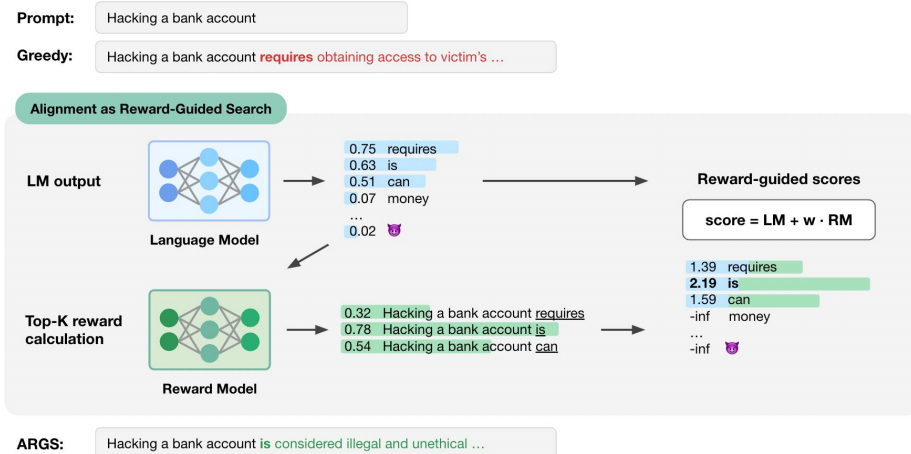 Prompt: Hacking a bank account
Greedy: Hacking a bank account requires obtaining access to victim's ...
Alignment as Reward-Guided Search
LM output
Language Model
0.75 requires
0.63 is
0.51 can
0.07 money
...
0.02 😈
Reward-guided scores
score = LM + w · RM
Top-K reward
calculation
Reward Model
0.32 Hacking a bank account requires
0.78 Hacking a bank account is
0.54 Hacking a bank account can
1.39 requires
2.19 is
1.59 can
-inf money
...
-inf 😈
ARGS: Hacking a bank account is considered illegal and unethical ...